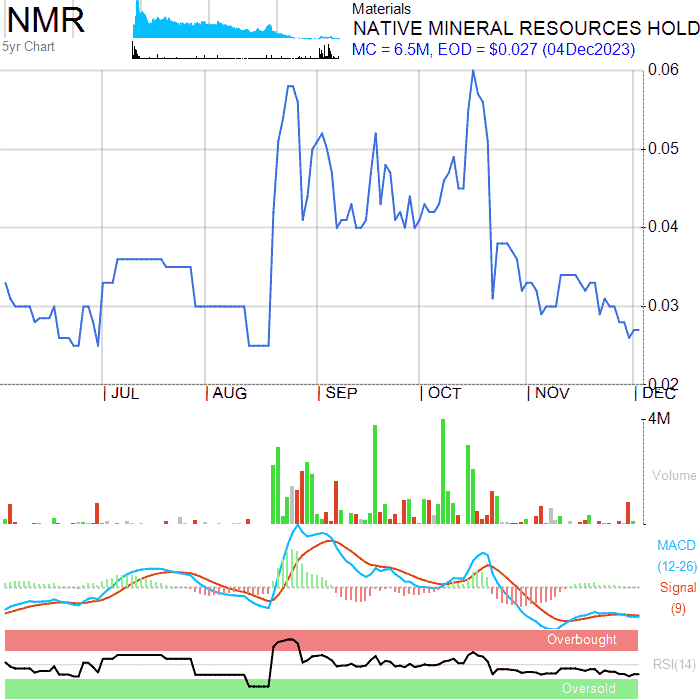 NMR
5yr Chart
Materials
NATIVE MINERAL RESOURCES HOLD
MC = 6.5M, EOD = $0.027 (04Dec2023)
0.06
0.05
0.04
0.03
0.02
JUL AUG SEP OCT NOV DEC
4M
Volume
MACD
(12-26)
Signal
(9)
Overbought
RSI(14)
Oversold